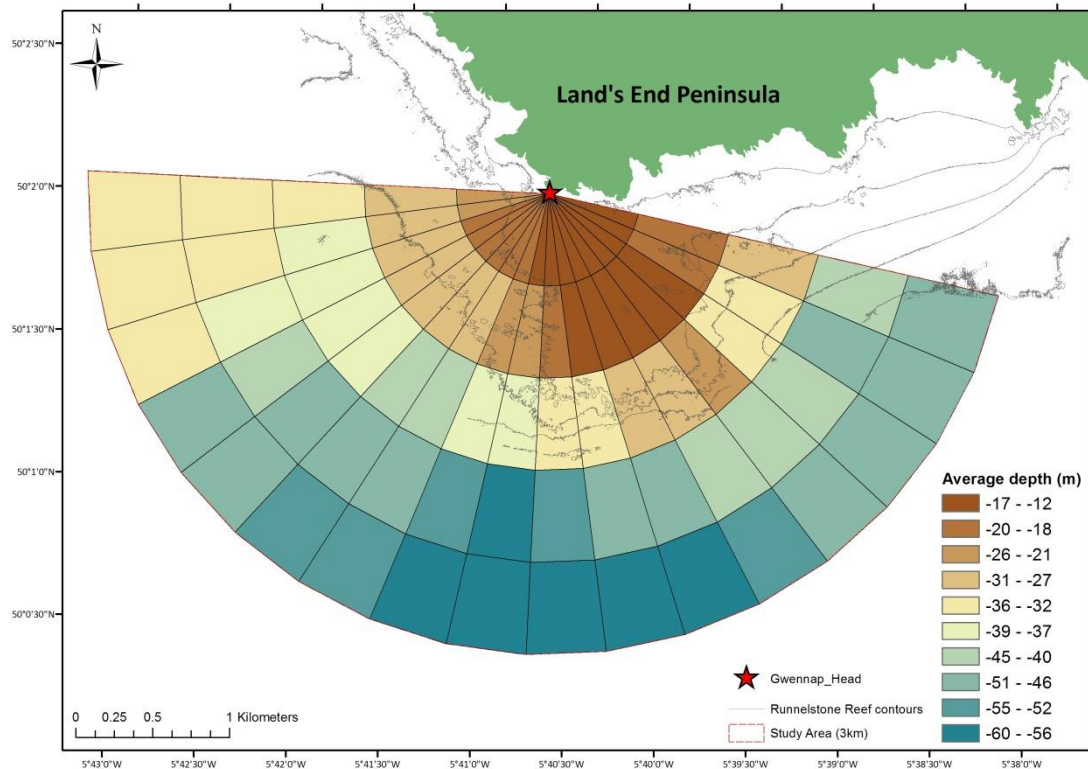 N
50°2'30"N
50°2'0"N
50°1'30"N
50°1'0"N
50°0'30"N
Land's End Peninsula
Average depth (m)
-17 - -12
-20 - -18
-26 - -21
-31 - -27
-36 - -32
-39 - -37
-45 - -40
-51 - -46
-55 - -52
-60 - -56
Gwennap_Head
Runnelstone Reef contours
Study Area (3km)
0 0.25 0.5 1 Kilometers
5°43'0"W 5°42'30"W 5°42'0"W 5°41'30"W 5°41'0"W 5°40'30"W 5°40'0"W 5°39'30"W 5°39'0"W 5°38'30"W 5°38'0"W